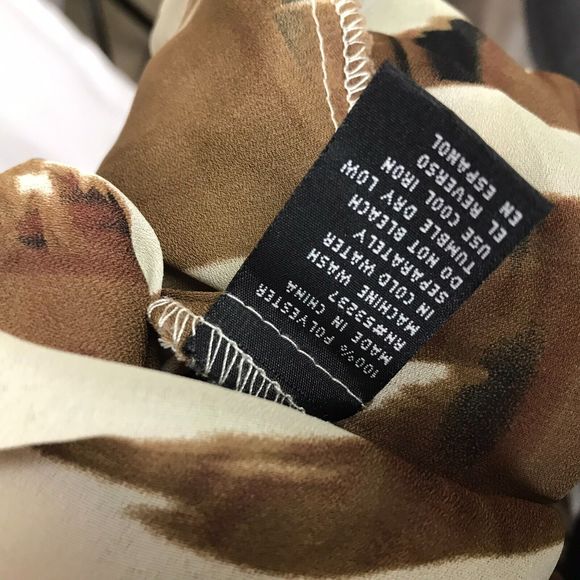 100% POLYESTER
MADE IN CHINA
RN#53237
MACHINE WASH
IN COLD WATER
SEPARATELY
DO NOT BLEACH
TUMBLE DRY LOW
USE COOL IRON
EL REVERSO
EN ESPANOL